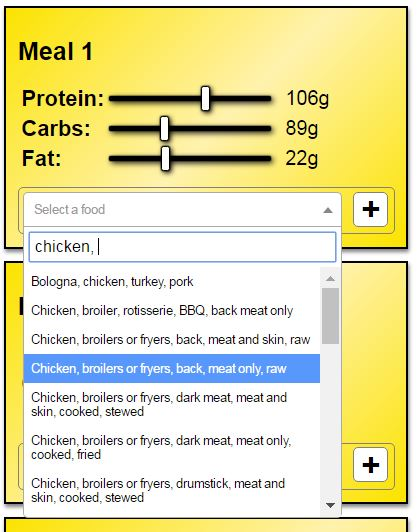 Meal 1
Protein: 106g
Carbs: 89g
Fat: 22g
Select a food
+
chicken,
Bologna, chicken, turkey, pork
Chicken, broiler, rotisserie, BBQ, back meat only
Chicken, broilers or fryers, back, meat and skin, raw
Chicken, broilers or fryers, back, meat only, raw
Chicken, broilers or fryers, dark meat, meat and
skin, cooked, stewed
Chicken, broilers or fryers, dark meat, meat only,
cooked, fried
Chicken, broilers or fryers, drumstick, meat and
skin, cooked, stewed
+